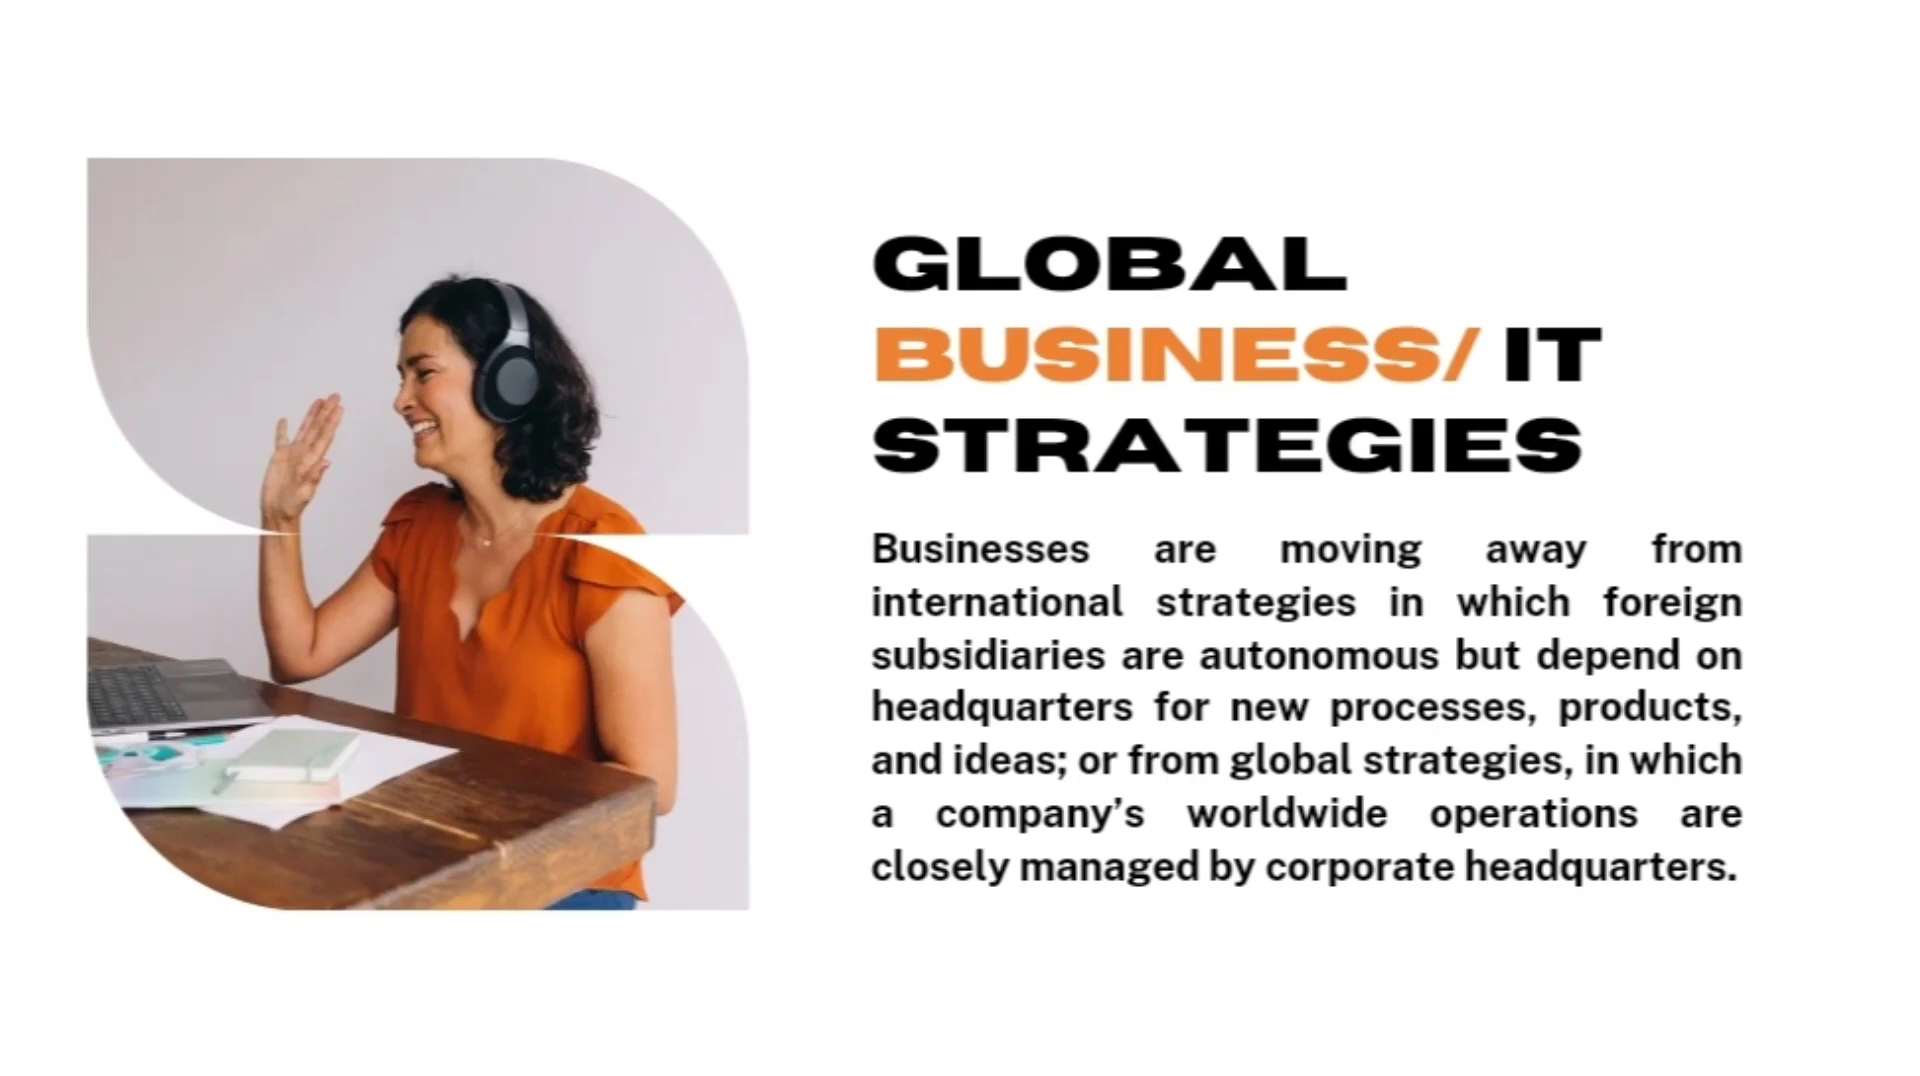 GLOBAL
BUSINESS/ IT
STRATEGIES
Businesses are moving away from
international strategies in which foreign
subsidiaries are autonomous but depend on
headquarters for new processes, products,
and ideas; or from global strategies, in which
a company’s worldwide operations are
closely managed by corporate headquarters.